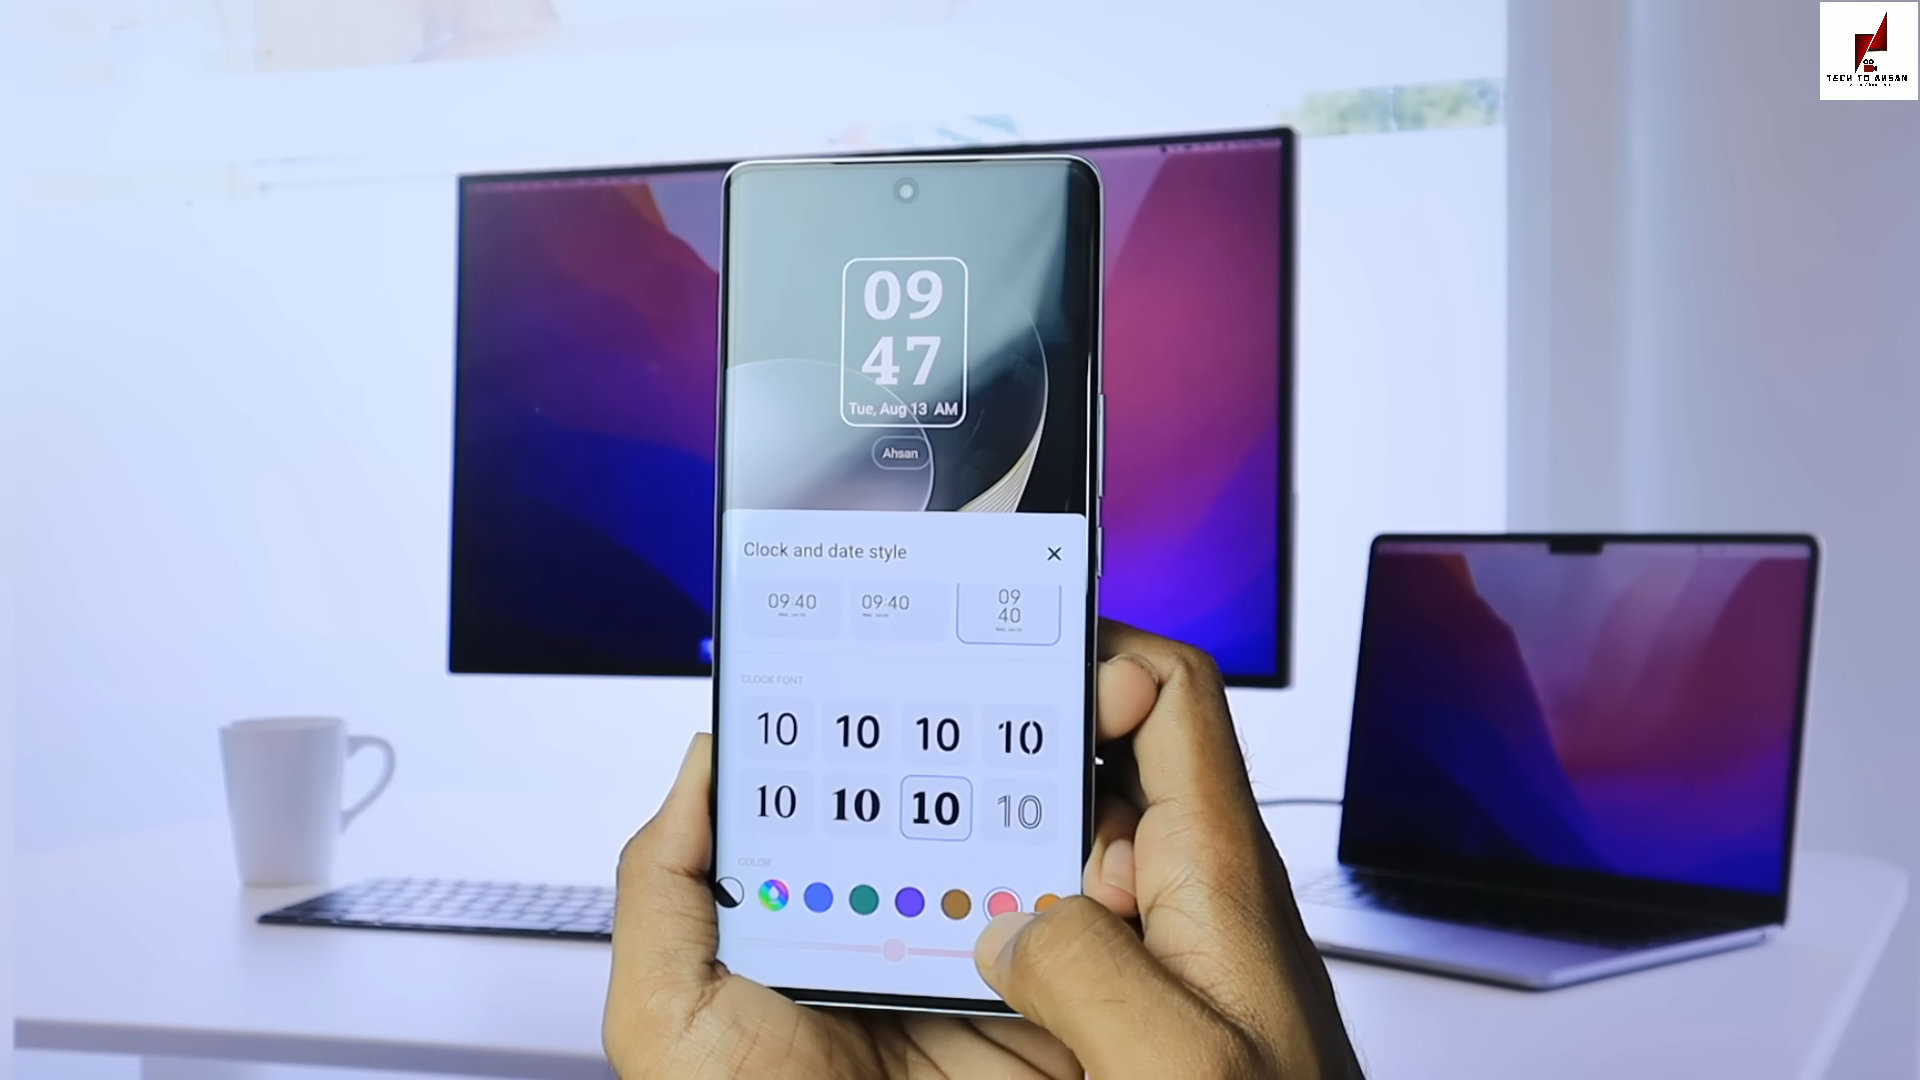 TECH TO AHSAN
09
47
Tue, Aug 13 AM
Ahsan
Clock and date style
09:40
09:40
09
40
CLOCK FONT
10 10 10 10
10 10 10 10
COLOR